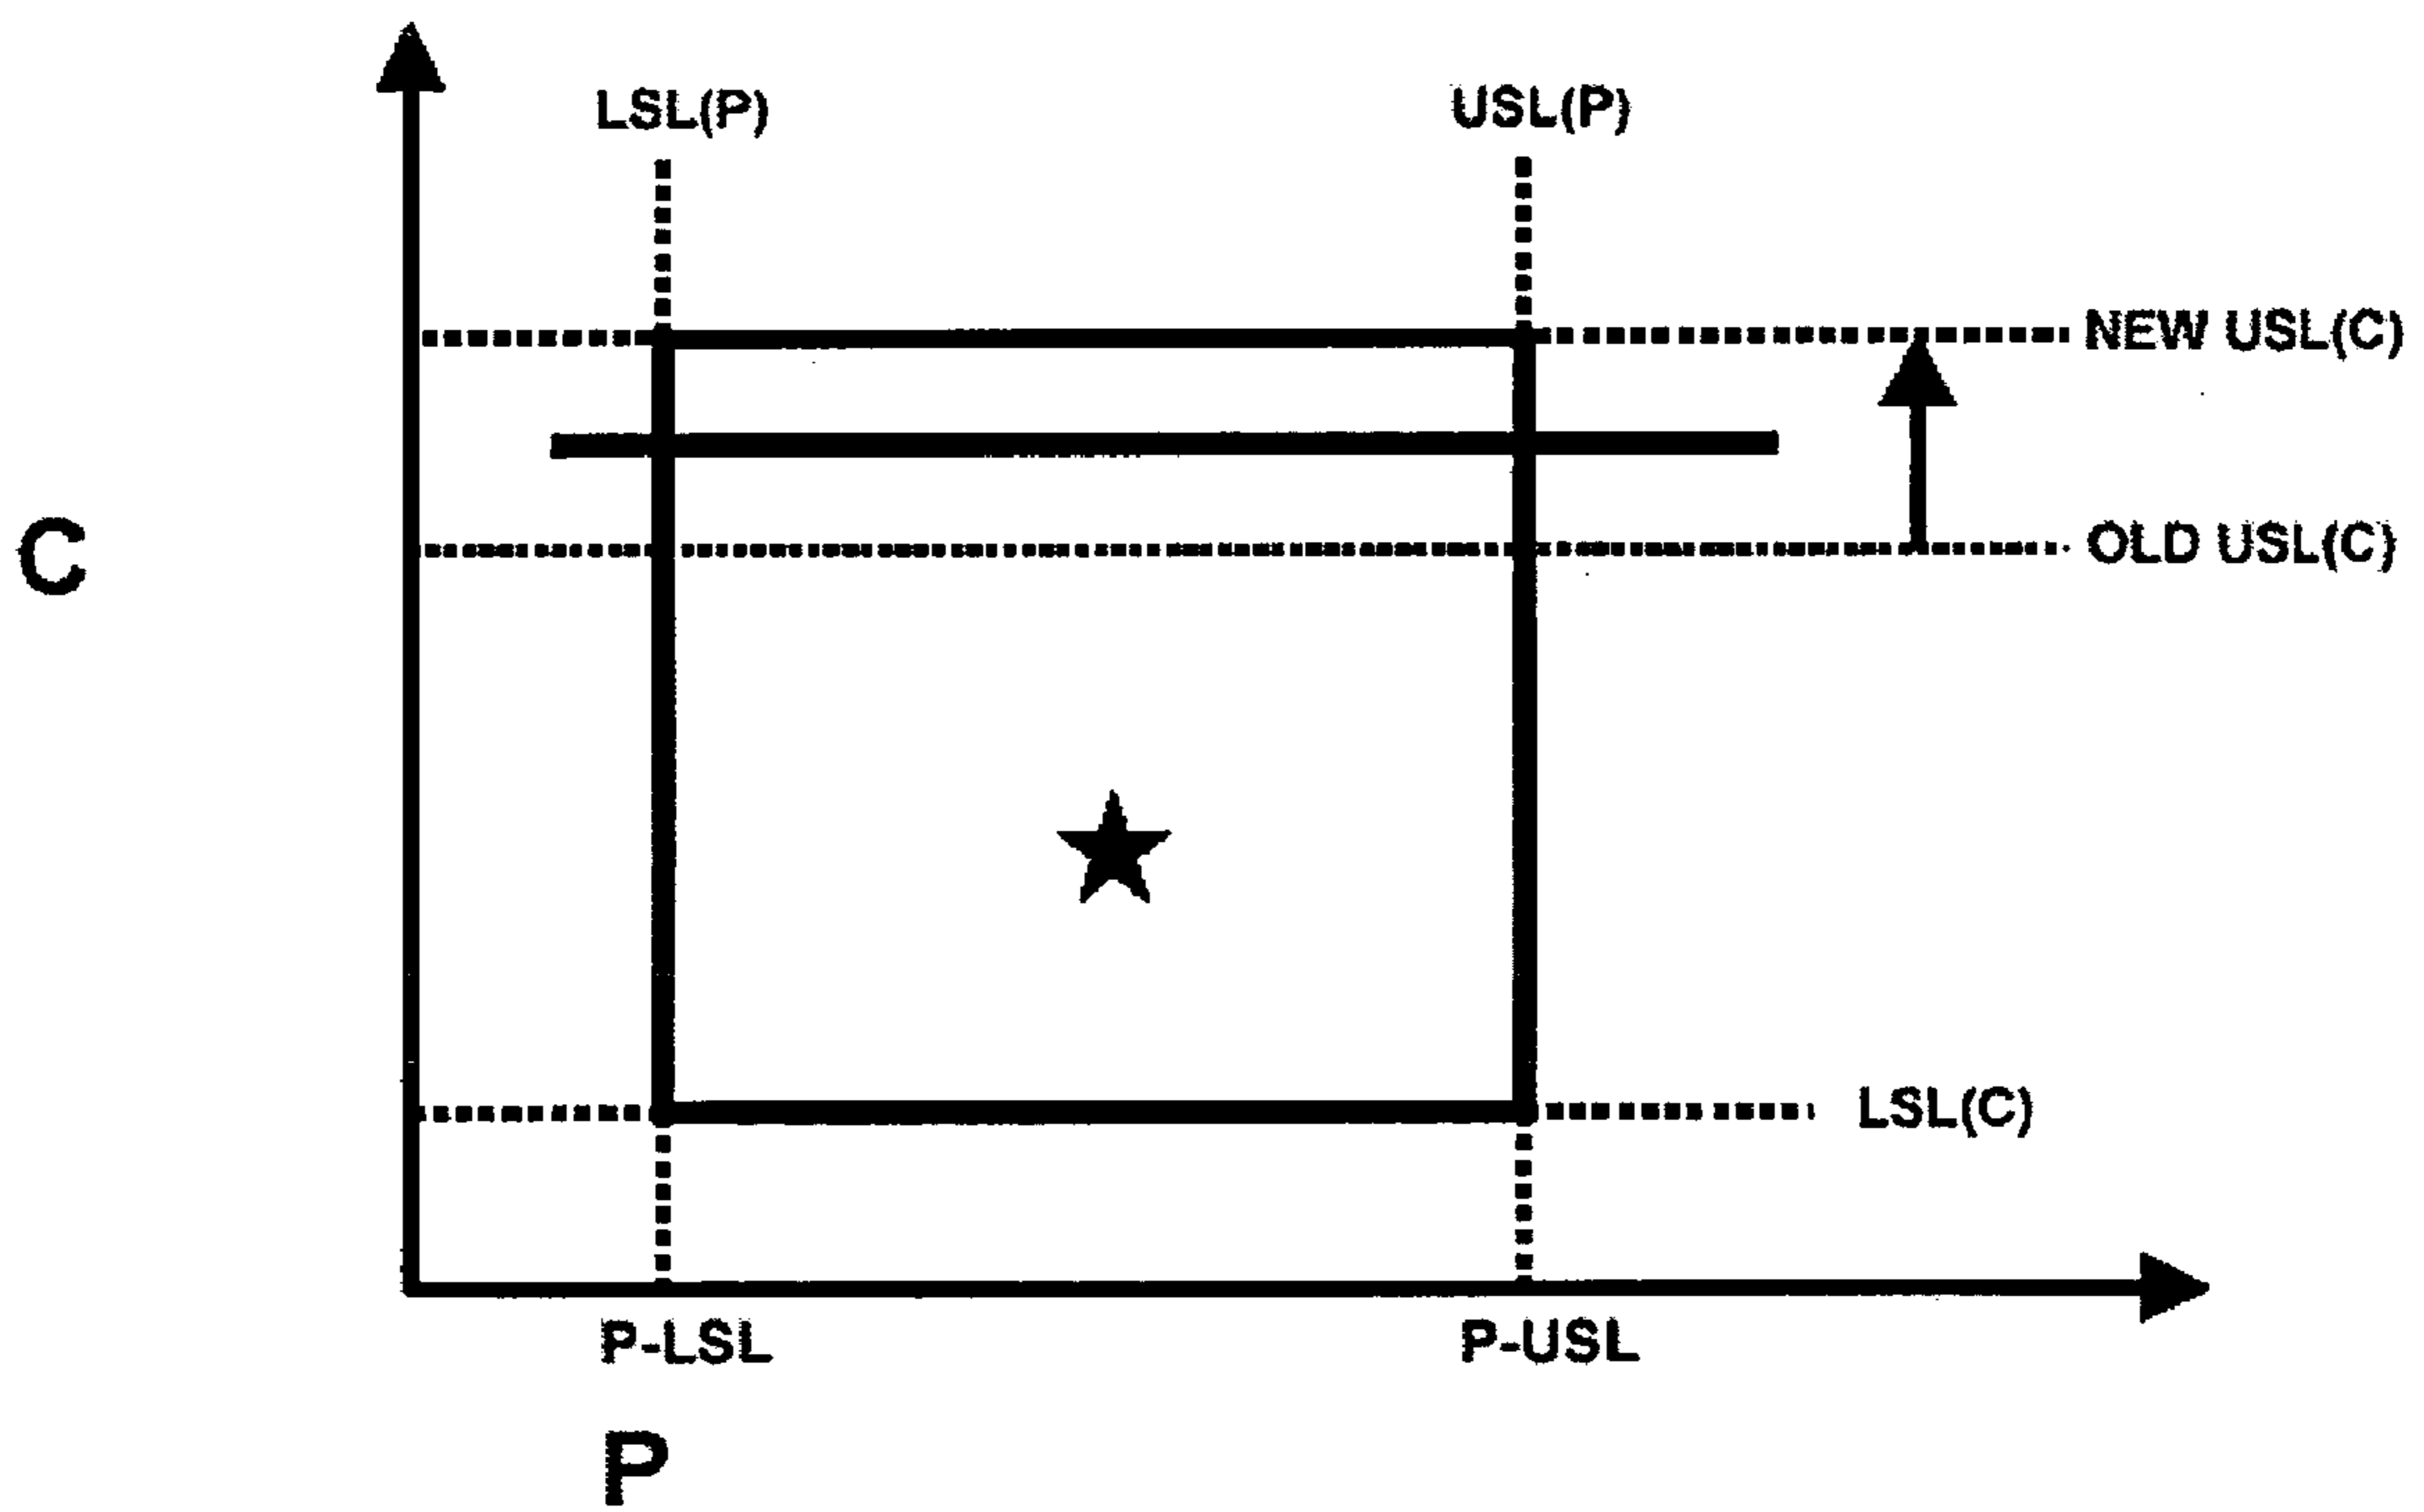 LSL(P) USL(P)
NEW USL(C)
C
OLD USL(C)
LSL(C)
P-LSL P-USL
P